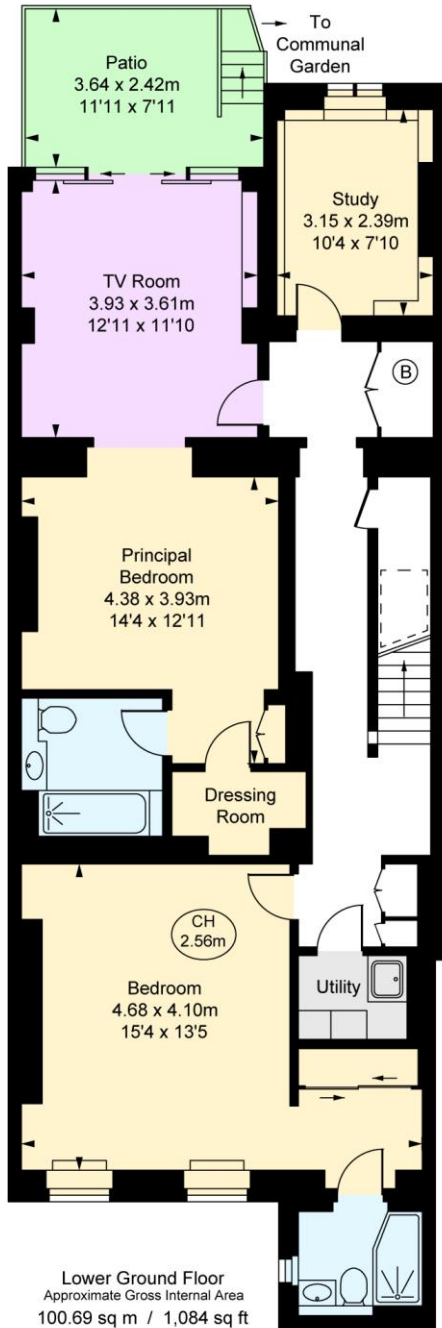 To
Communal
Garden
Patio
3.64 x 2.42m
11'11 x 7'11
Study
3.15 x 2.39m
10'4 x 7'10
TV Room
3.93 x 3.61m
12'11 x 11'10
B
Principal
Bedroom
4.38 x 3.93m
14'4 x 12'11
Dressing
Room
CH
2.56m
Bedroom
4.68 x 4.10m
15'4 x 13'5
Utility
Lower Ground Floor
Approximate Gross Internal Area
100.69 sq m / 1,084 sq ft